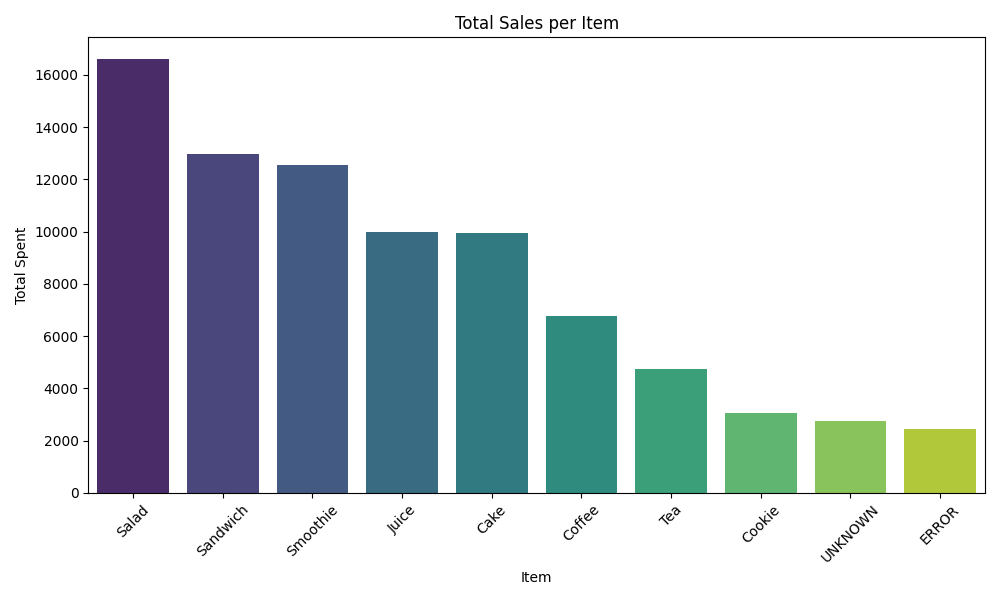 Total Sales per Item
Total Spent
16000
14000
12000
10000
8000
6000
4000
2000
0
Salad
Sandwich
Smoothie
Juice
Cake
Coffee
Tea
Cookie
UNKNOWN
ERROR
Item